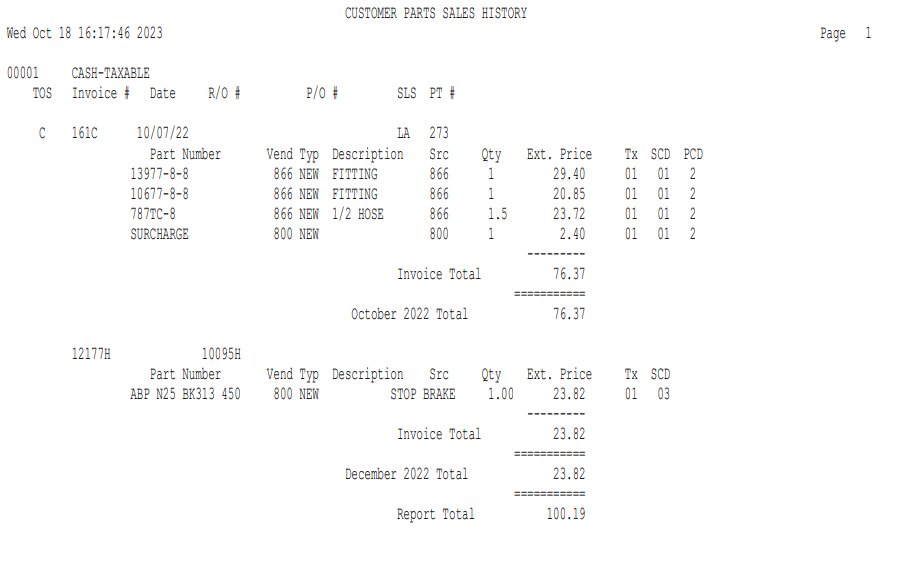 CUSTOMER PARTS SALES HISTORY
Wed Oct 18 16:17:46 2023 Page 1
00001 CASH-TAXABLE
TOS Invoice # Date R/O # P/O # SLS PT #
C 161C 10/07/22 LA 273
Part Number Vend Typ Description Src Qty Ext. Price Tx SCD PCD
13977-8-8 866 NEW FITTING 866 1 29.40 01 01 2
10677-8-8 866 NEW FITTING 866 1 20.85 01 01 2
787TC-8 866 NEW 1/2 HOSE 866 1.5 23.72 01 01 2
SURCHARGE 800 NEW 800 1 2.40 01 01 2
---------
Invoice Total 76.37
===========
October 2022 Total 76.37
12177H 10095H
Part Number Vend Typ Description Src Qty Ext. Price Tx SCD
ABP N25 BK313 450 800 NEW STOP BRAKE 1.00 23.82 01 03
---------
Invoice Total 23.82
===========
December 2022 Total 23.82
===========
Report Total 100.19